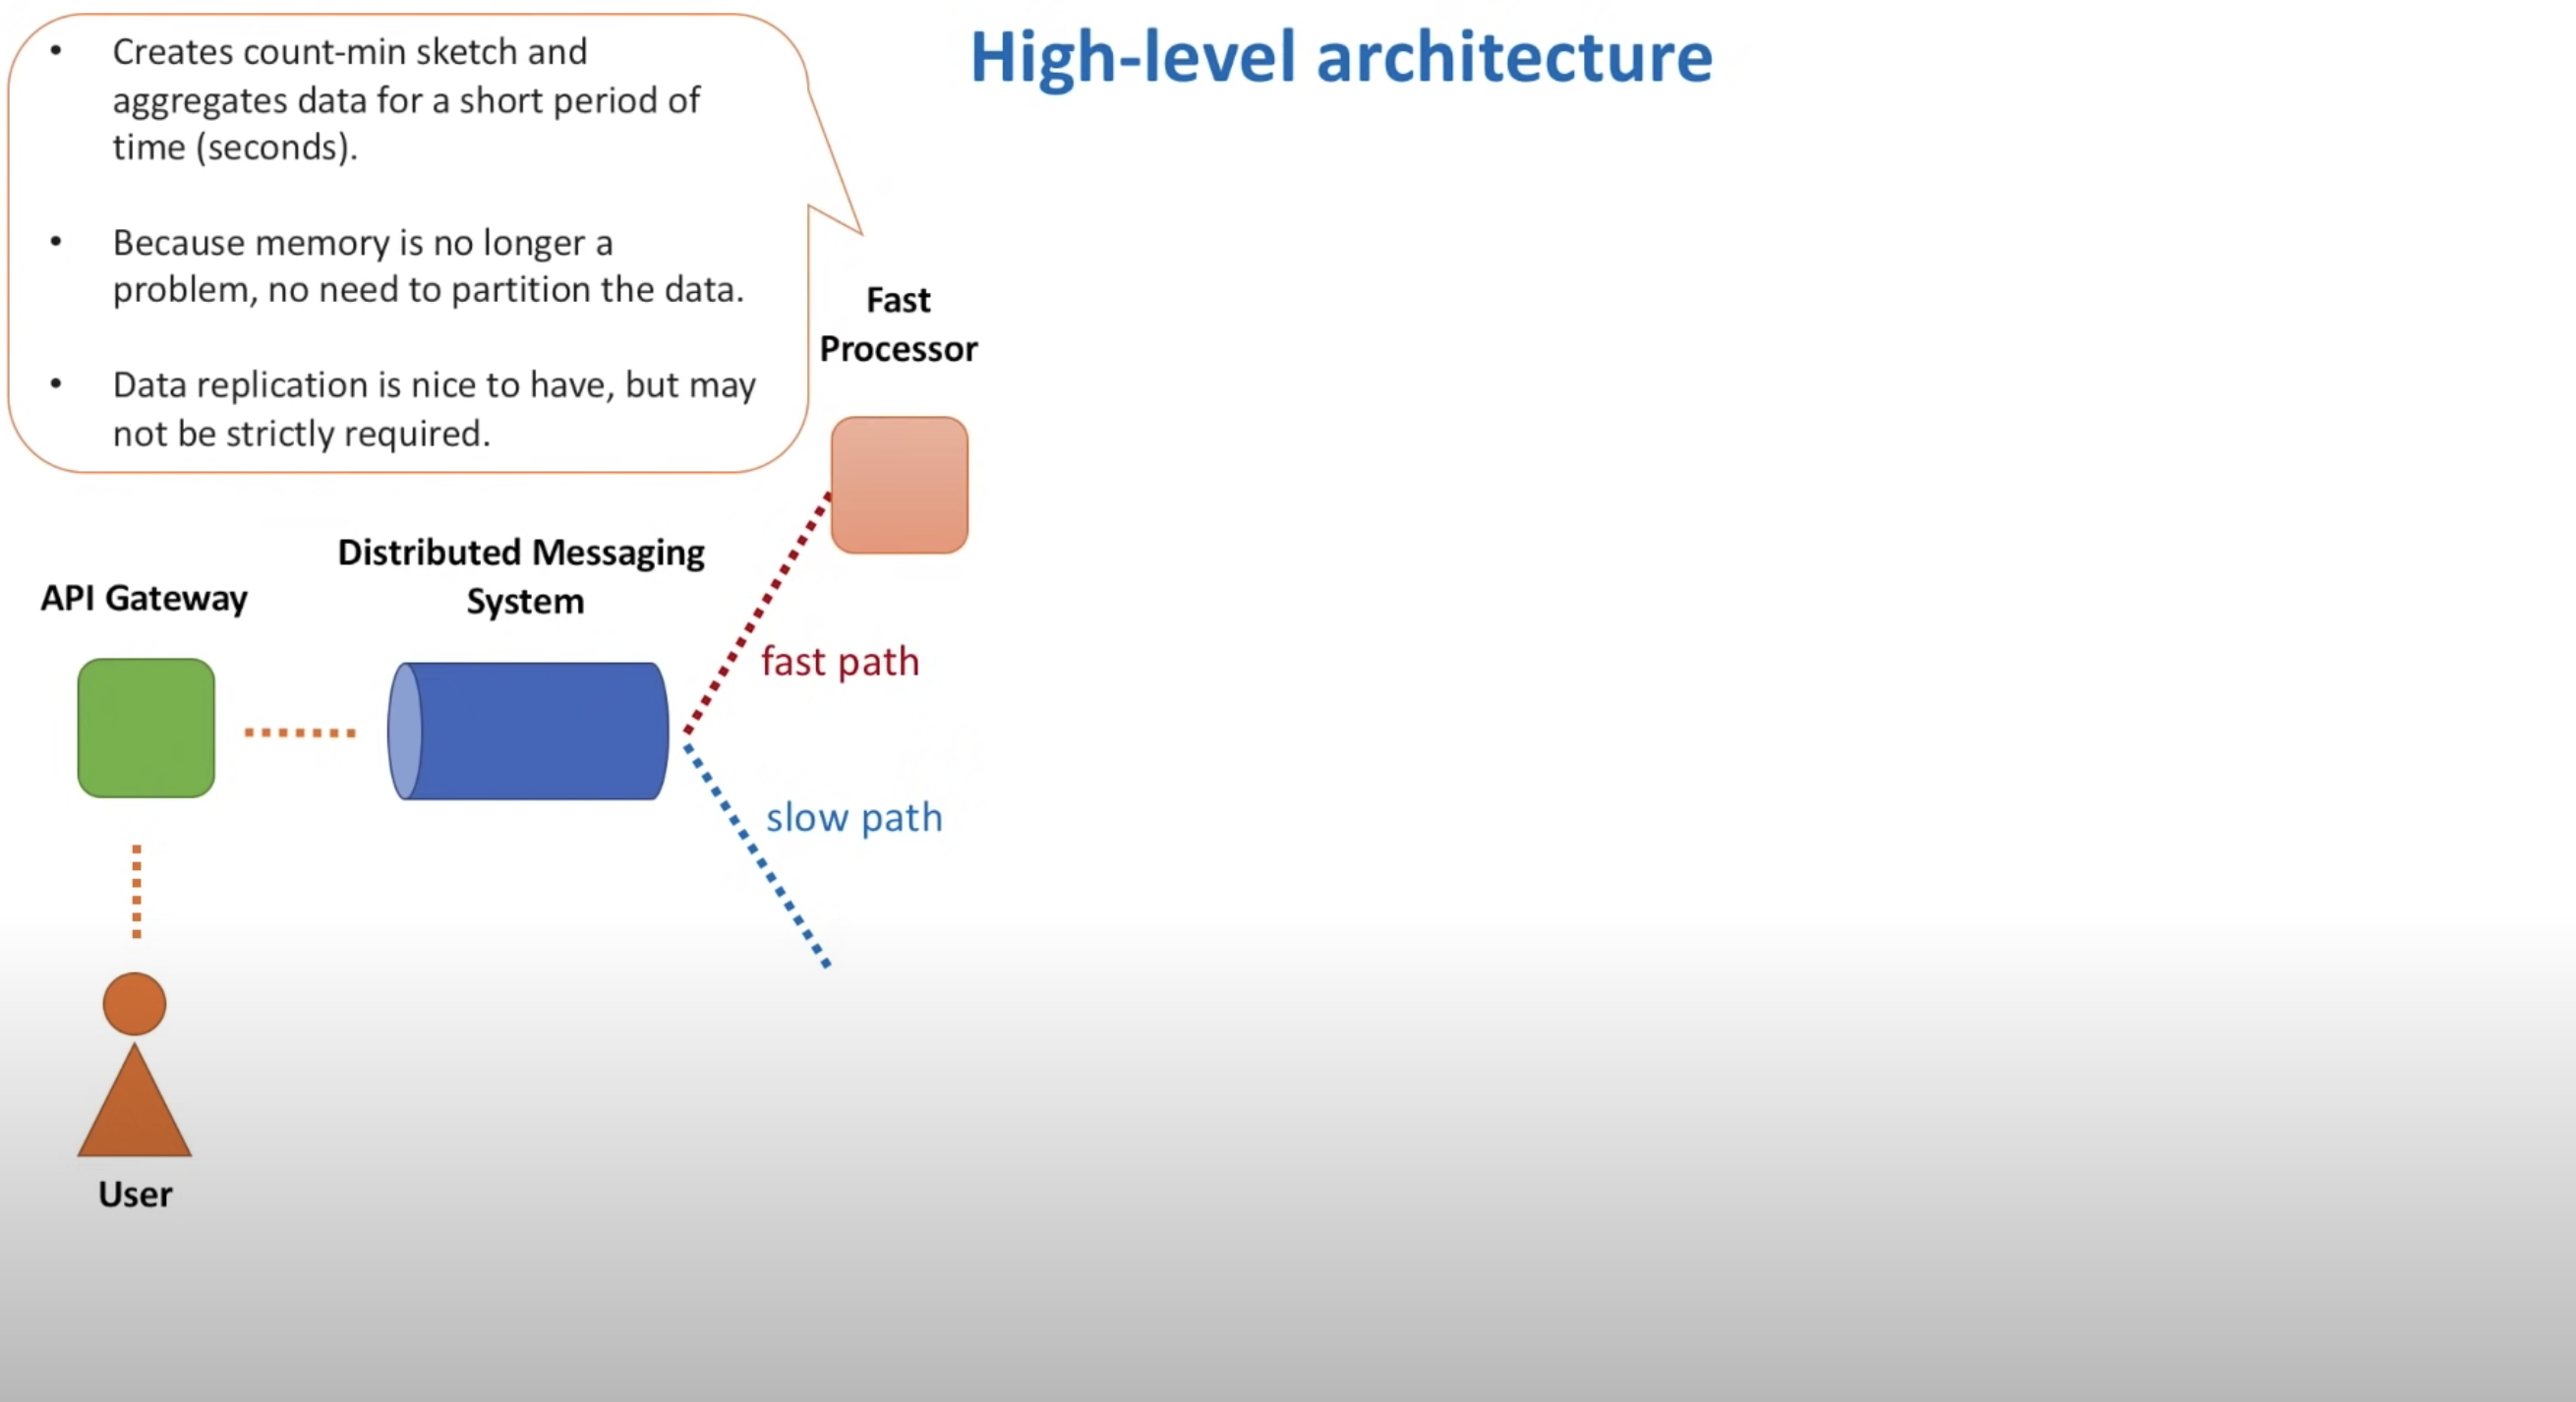 High-level architecture
• Creates count-min sketch and
aggregates data for a short period of
time (seconds).
• Because memory is no longer a
problem, no need to partition the data.
• Data replication is nice to have, but may
not be strictly required.
Fast
Processor
Distributed Messaging
System
API Gateway
fast path
slow path
User